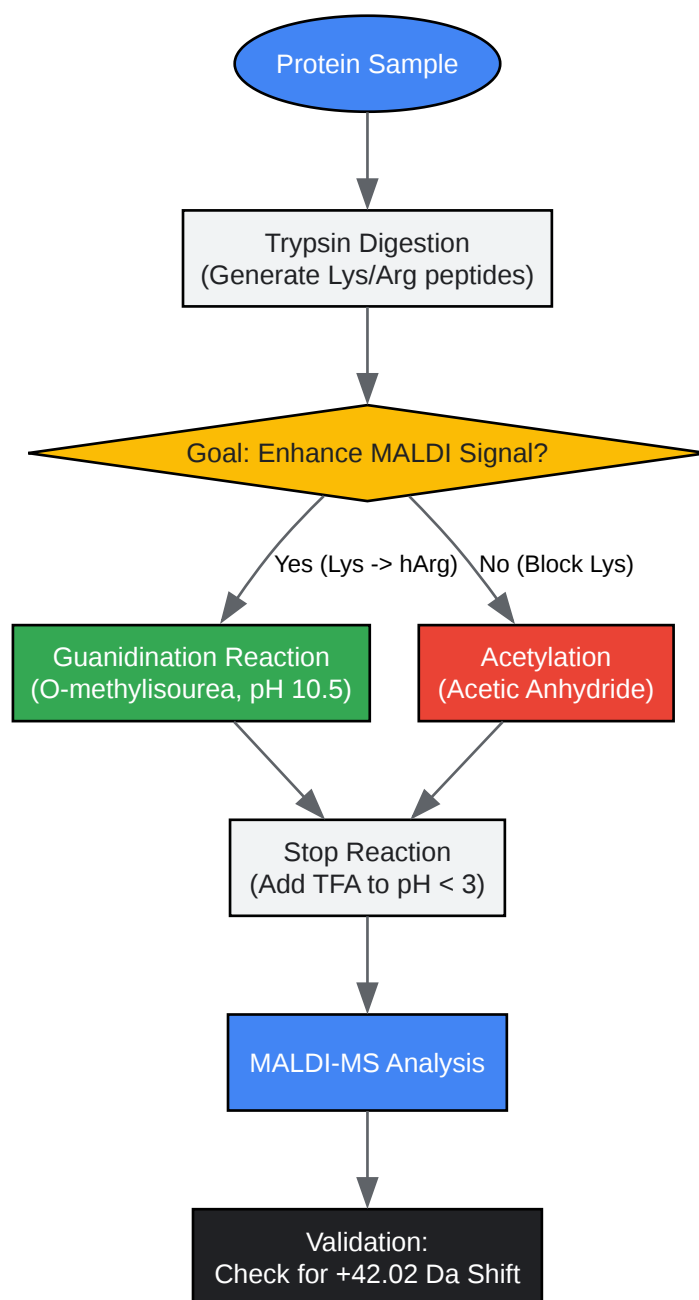 Protein Sample
Trypsin Digestion
(Generate Lys/Arg peptides)
Goal: Enhance MALDI Signal?
Yes (Lys -> hArg)
No (Block Lys)
Guanidination Reaction
(O-methylisourea, pH 10.5)
Acetylation
(Acetic Anhydride)
Stop Reaction
(Add TFA to pH < 3)
MALDI-MS Analysis
Validation:
Check for +42.02 Da Shift